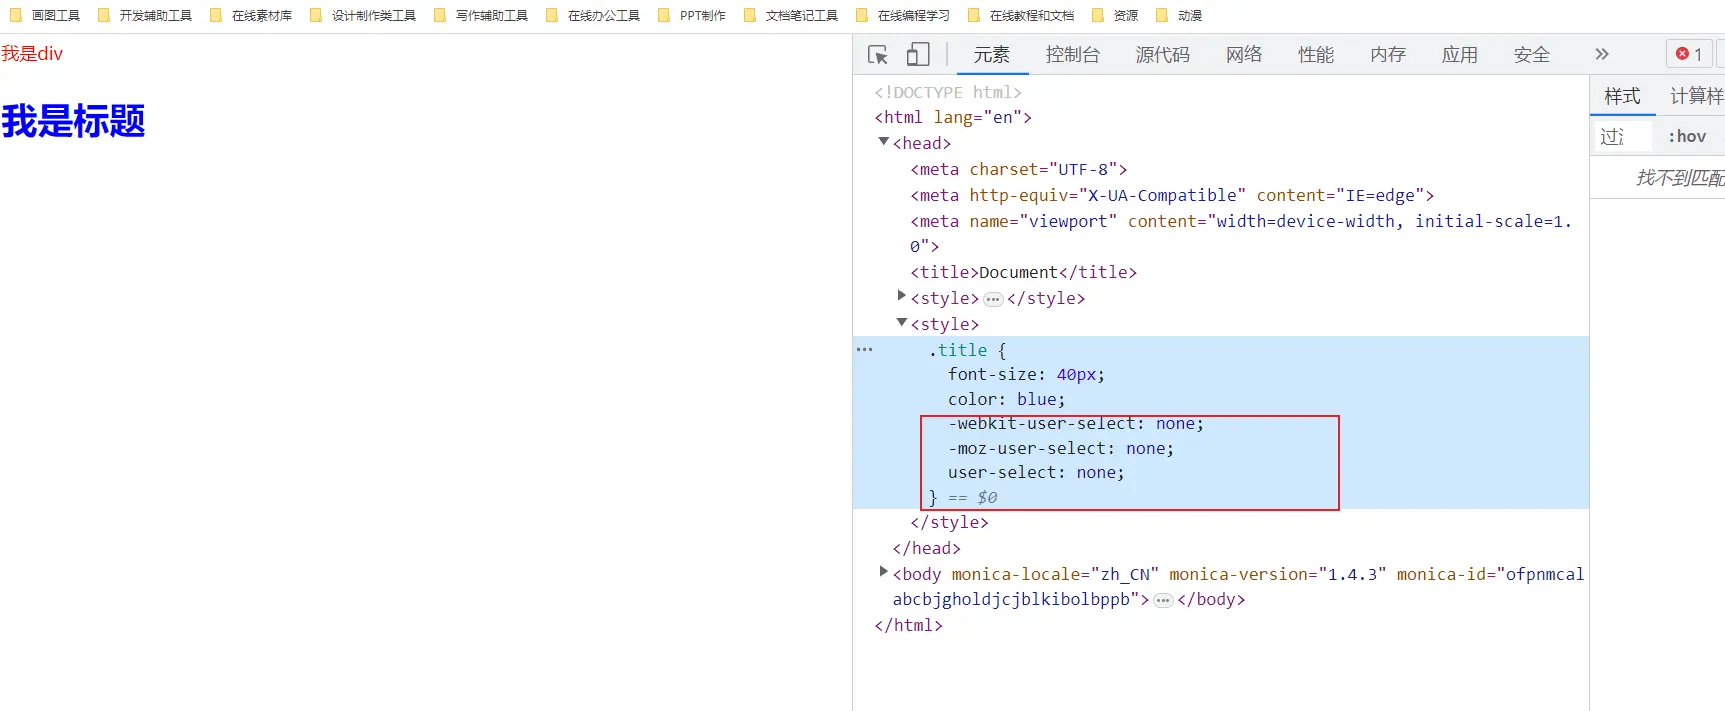 画图工具 开发辅助工具 在线素材库 设计制作类工具 写作辅助工具 在线办公工具 PPT制作 文档笔记工具 在线编程学习 在线教程和文档 资源 动漫
我是div
我是标题
元素 控制台 源代码 网络 性能 内存 应用 安全 » 1
<!DOCTYPE html>
<html lang="en">
<head>
<meta charset="UTF-8">
<meta http-equiv="X-UA-Compatible" content="IE=edge">
<meta name="viewport" content="width=device-width, initial-scale=1.
0">
<title>Document</title>
<style>…</style>
<style>
.title {
font-size: 40px;
color: blue;
-webkit-user-select: none;
-moz-user-select: none;
user-select: none;
} == $0
</style>
</head>
<body monica-locale="zh_CN" monica-version="1.4.3" monica-id="ofpnmcal
abcbjgholdjcjblkibolbppb">…</body>
</html>
样式 计算样
:hov
找不到匹配